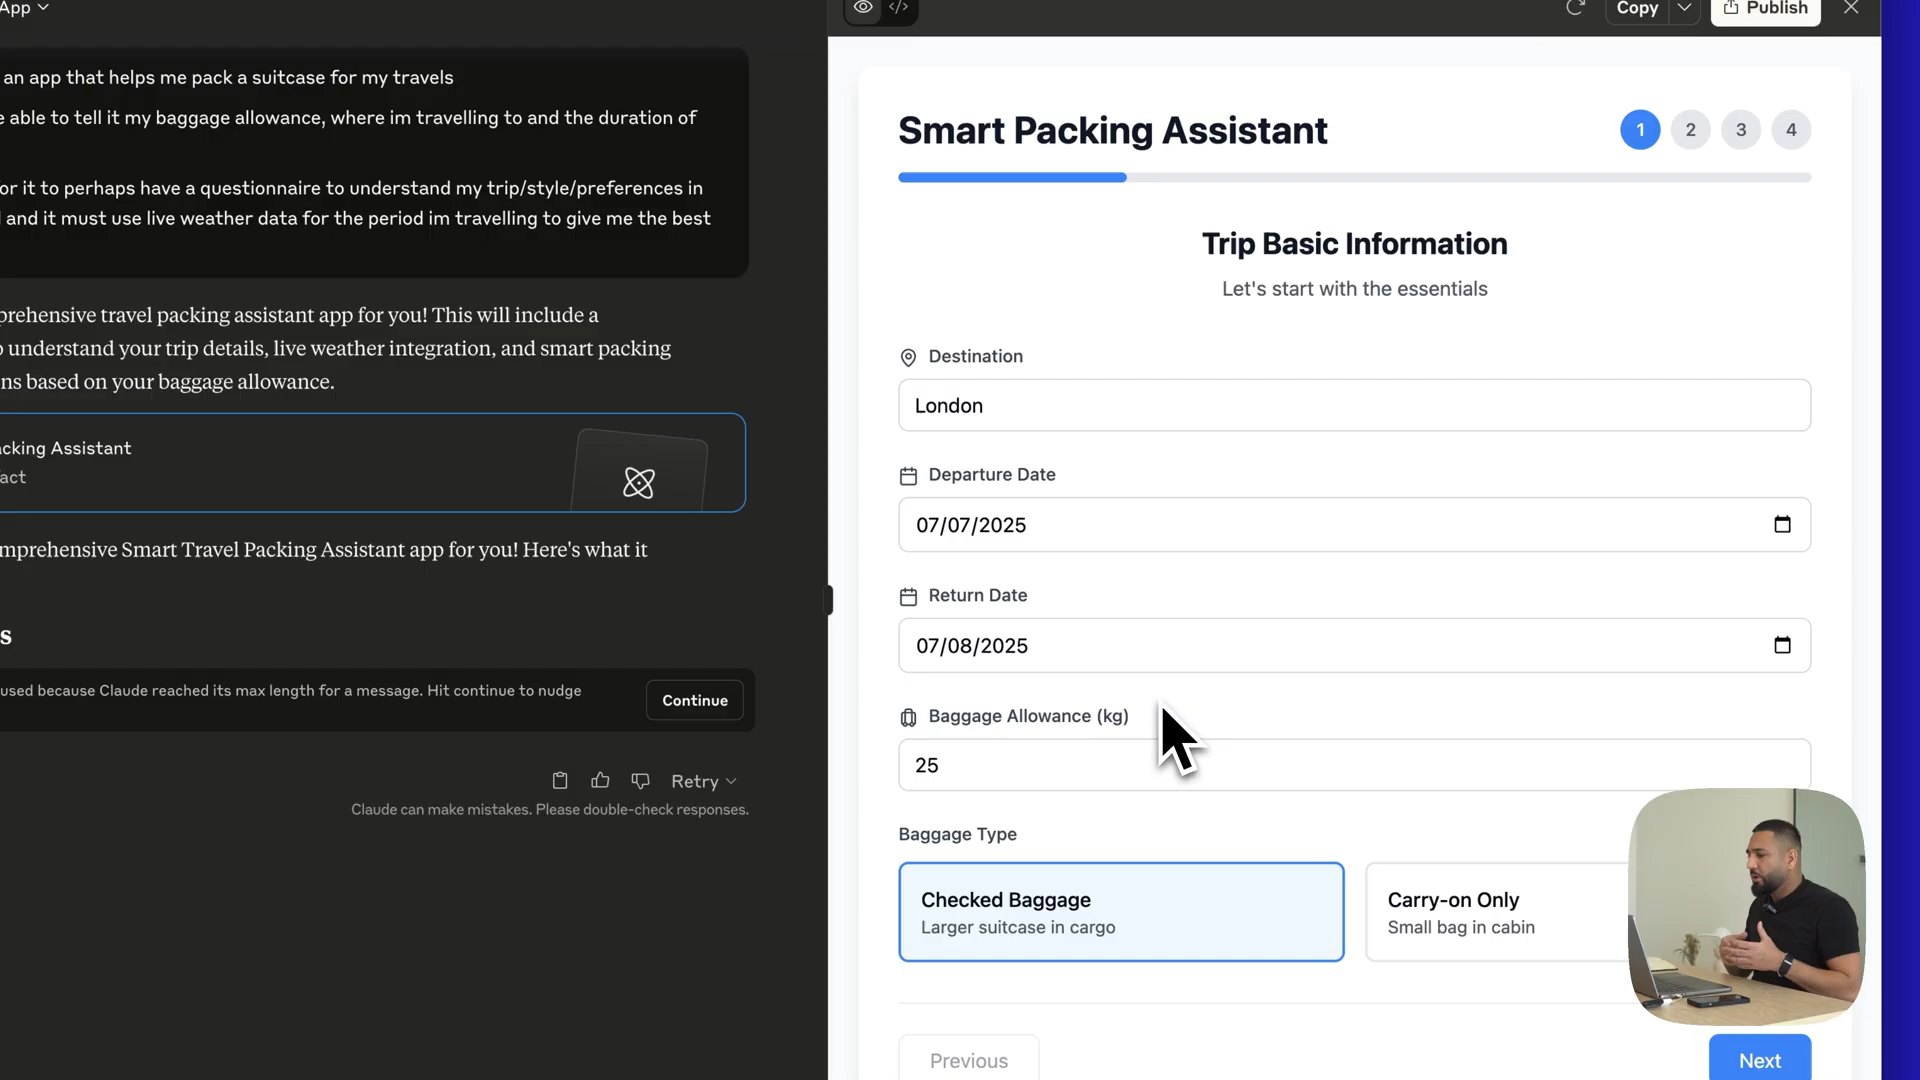 App
an app that helps me pack a suitcase for my travels
able to tell it my baggage allowance, where im travelling to and the duration of
or it to perhaps have a questionnaire to understand my trip/style/preferences in
and it must use live weather data for the period im travelling to give me the best
prehensive travel packing assistant app for you! This will include a
o understand your trip details, live weather integration, and smart packing
ns based on your baggage allowance.
acking Assistant
fact
mprehensive Smart Travel Packing Assistant app for you! Here's what it
s
used because Claude reached its max length for a message. Hit continue to nudge
Continue
Retry
Claude can make mistakes. Please double-check responses.
Copy
Publish
Smart Packing Assistant
1 2 3 4
Trip Basic Information
Let's start with the essentials
Destination
London
Departure Date
07/07/2025
Return Date
07/08/2025
Baggage Allowance (kg)
25
Baggage Type
Checked Baggage
Larger suitcase in cargo
Carry-on Only
Small bag in cabin
Previous
Next